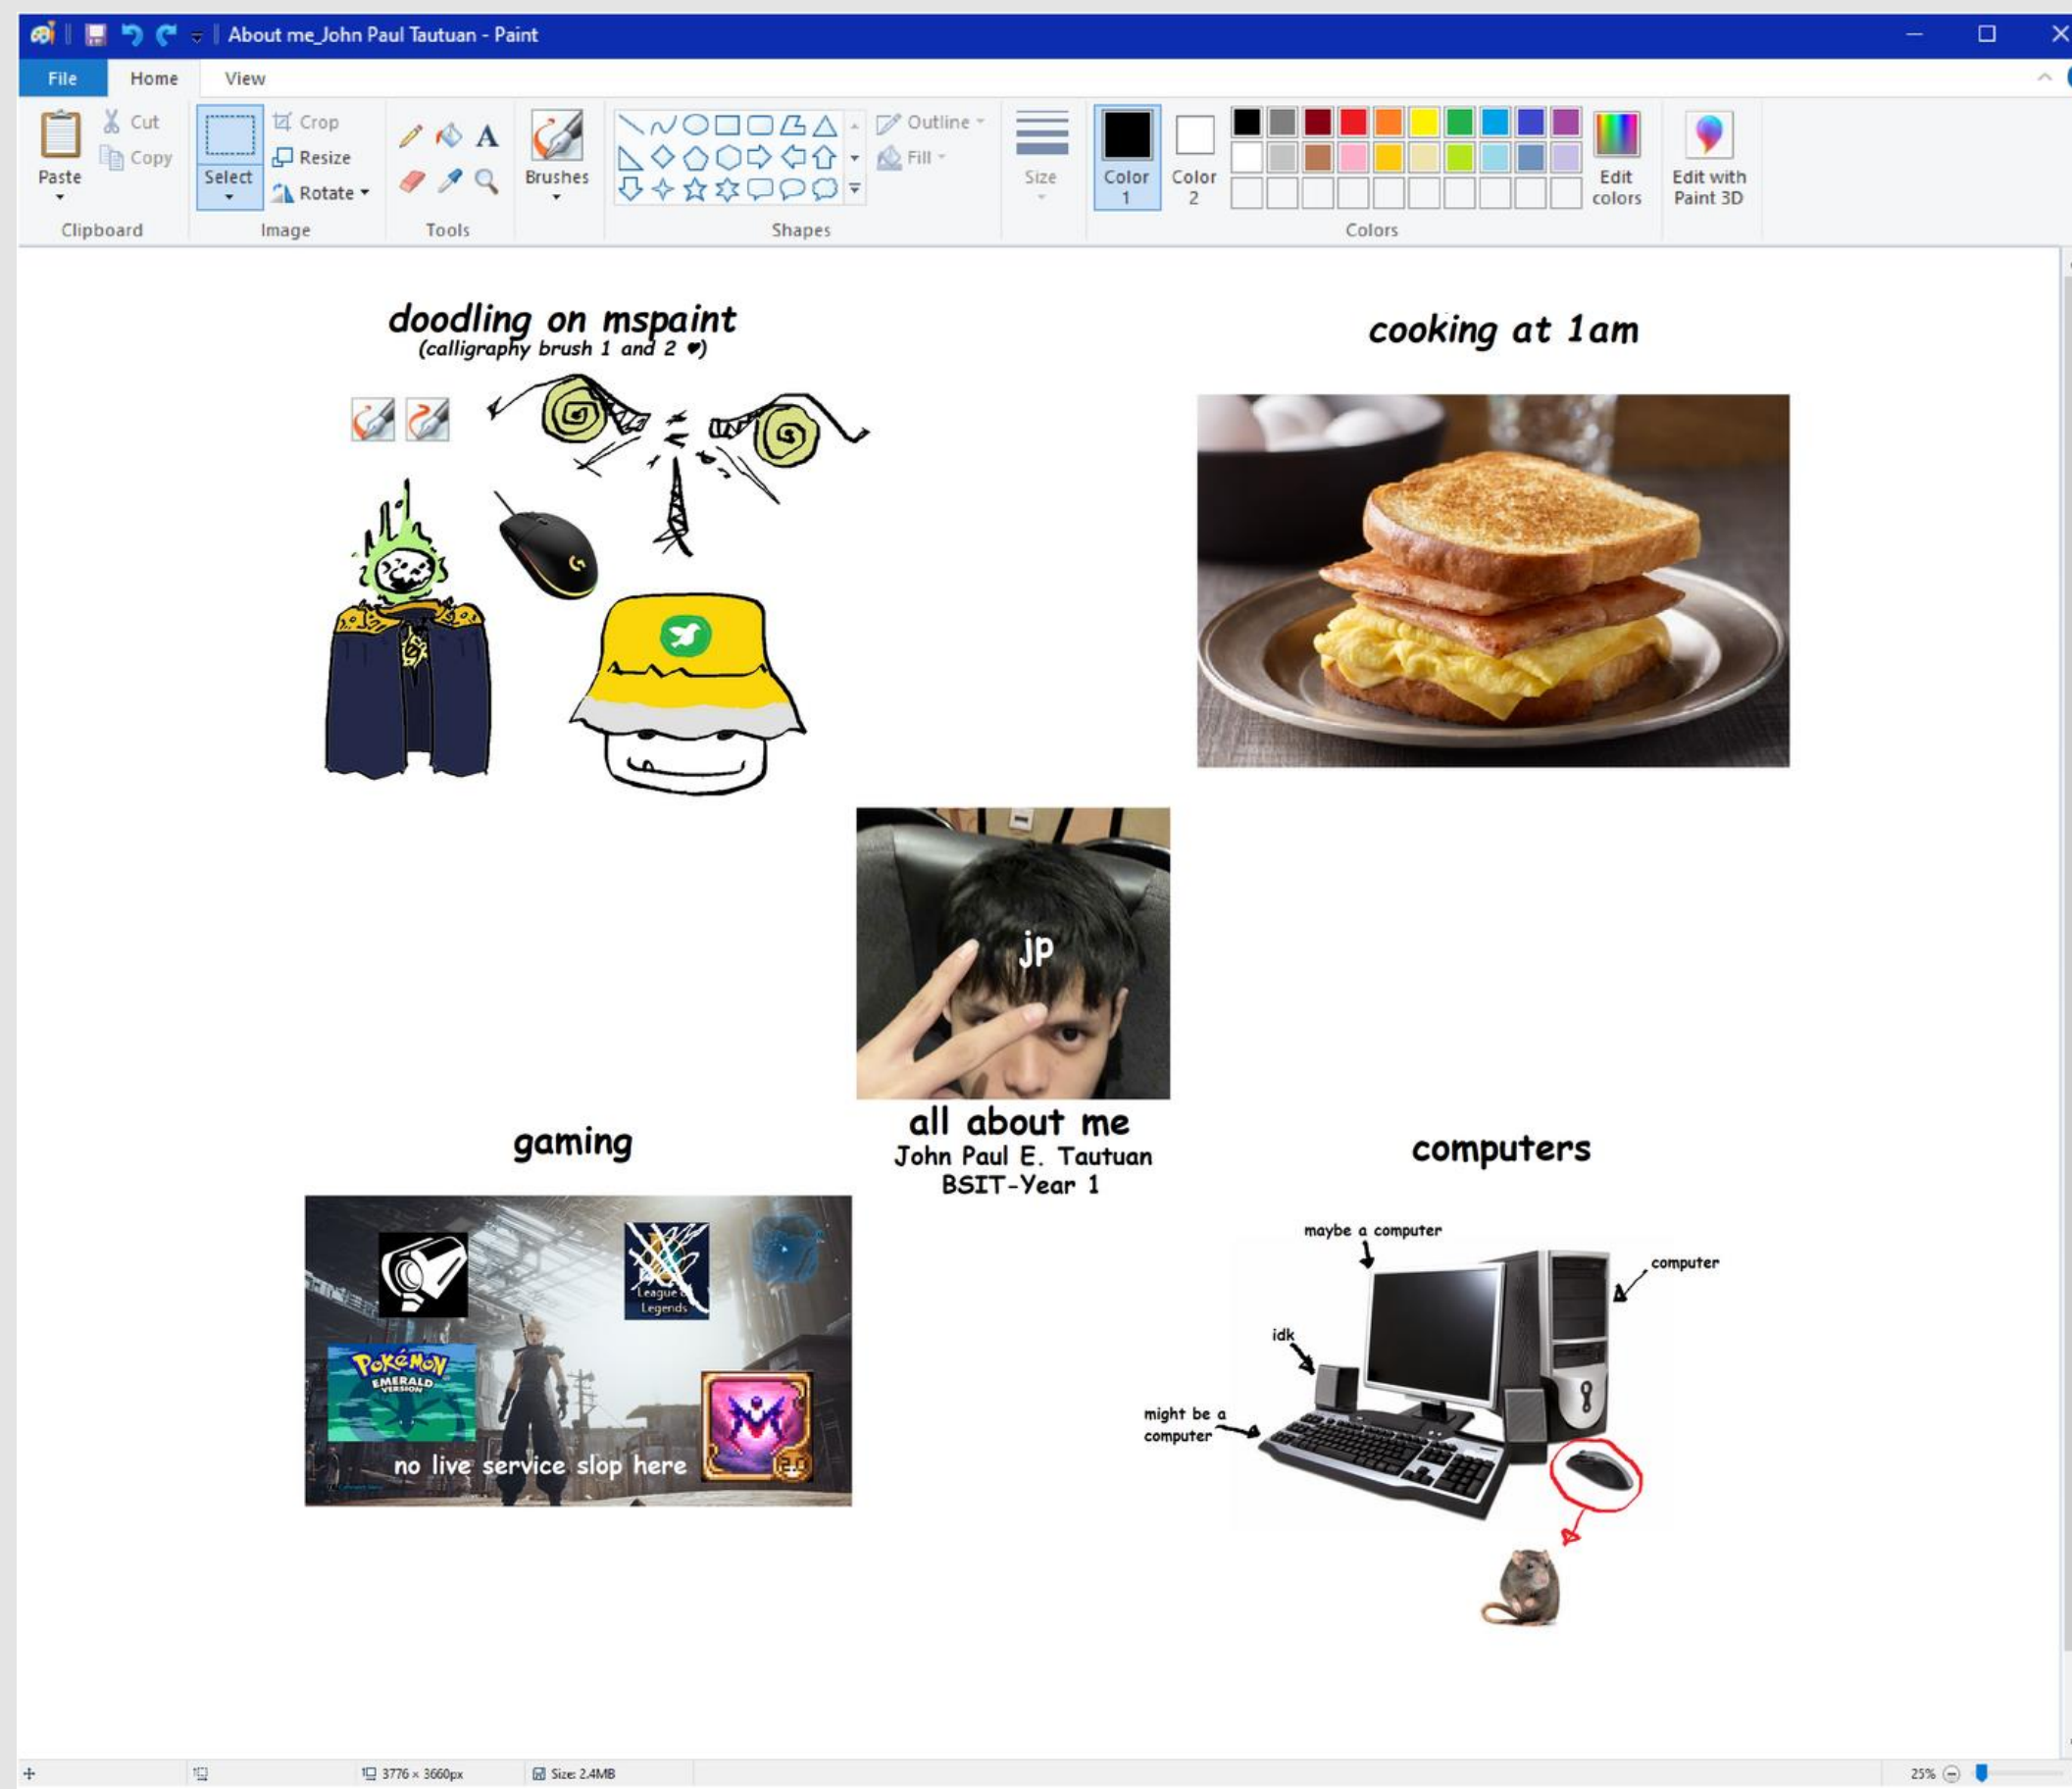 About me_John Paul Tautuan - Paint
File Home View
Paste
Cut
Copy
Clipboard
Select
Crop
Resize
Rotate
Image
A
Tools
Brushes
Shapes
Outline
Fill
Size
Color 1
Color 2
Edit colors
Colors
Edit with Paint 3D
doodling on mspaint
(calligraphy brush 1 and 2 ♥)
cooking at 1am
G
jp
all about me
John Paul E. Tautuan
BSIT-Year 1
gaming
League of
Legends
POKéMON
EMERALD
VERSION
2.0
no live service slop here
computers
maybe a computer
computer
idk
might be a
computer
3776 × 3660px
Size: 2.4MB
25%